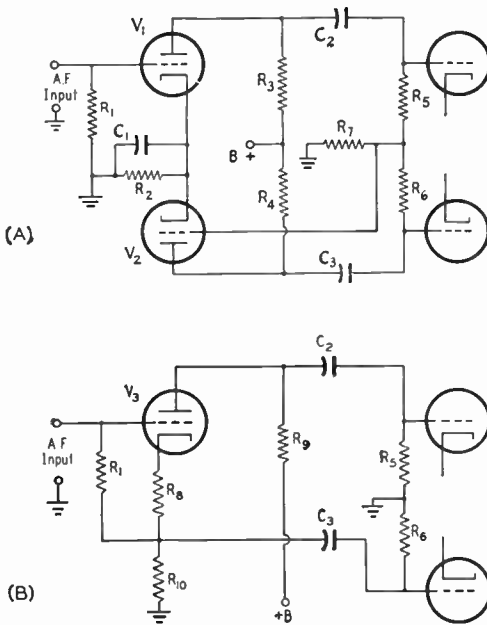 V1
C2
A.F.
Input
R1
C1
R2
R3
B +
R4
R7
R5
R6
V2
C3
(A)
V3
C2
A F
Input
R1
R8
R9
R5
C3
R6
R10
+B
(B)